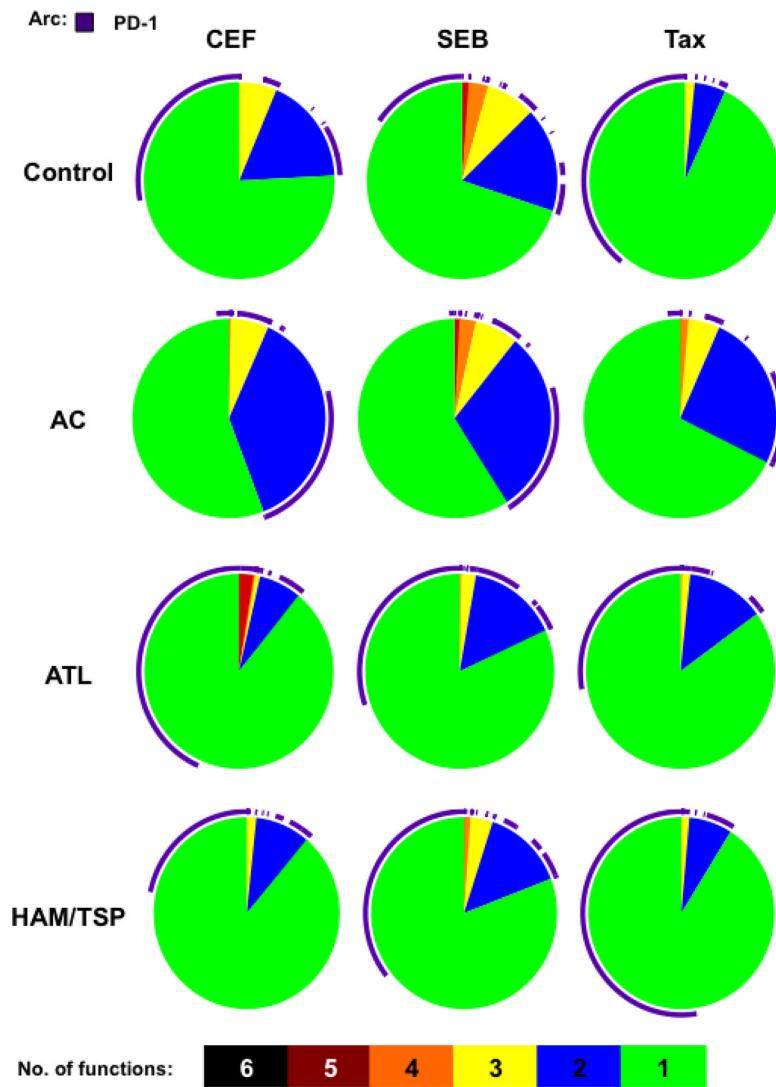 Arc: PD-1
CEF SEB Tax
Control
AC
ATL
HAM/TSP
No. of functions: 6 5 4 3 2 1